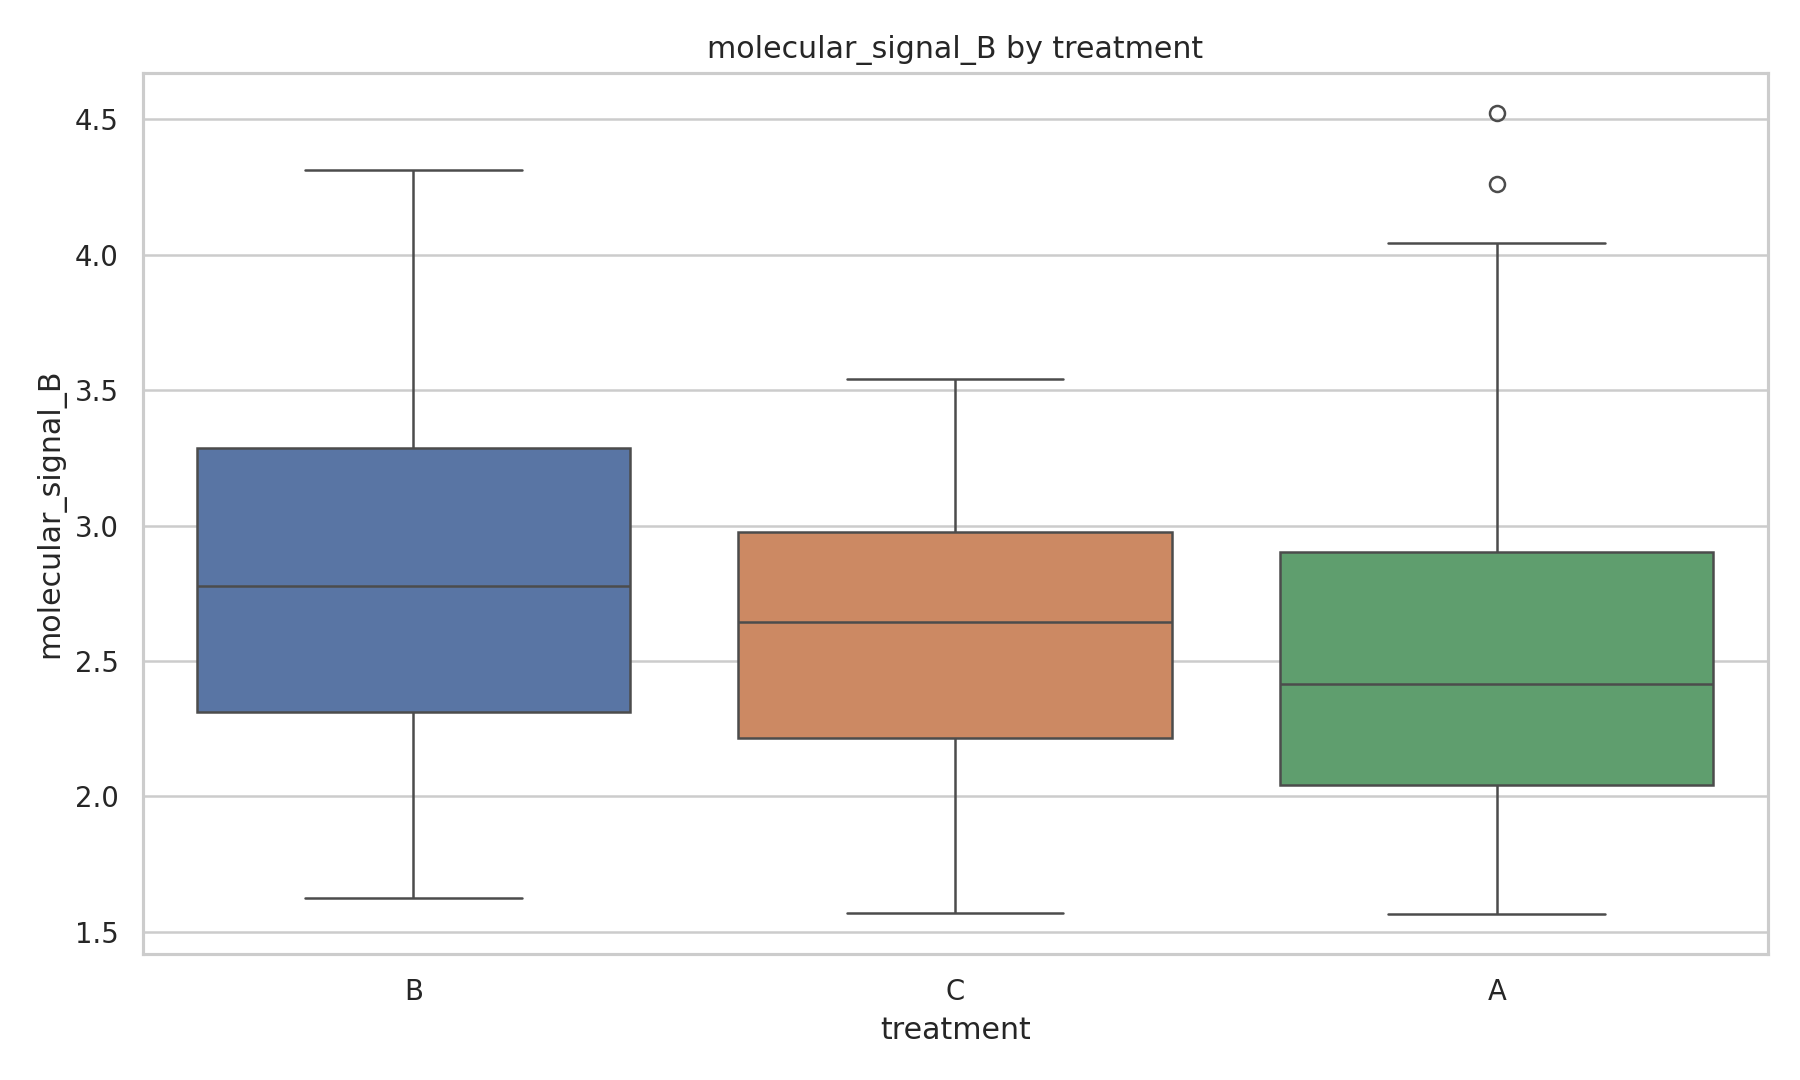 molecular_signal_B by treatment
molecular_signal_B
4.5
4.0
3.5
3.0
2.5
2.0
1.5
B
C
A
treatment